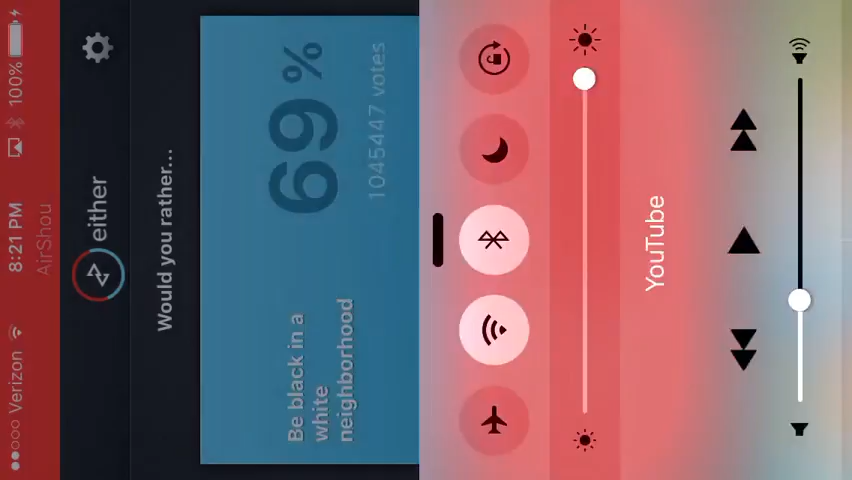 Verizon 8:21 PM 100%
AirShou
either
Would you rather...
69%
1045447 votes
Be black in a
white
neighborhood
YouTube